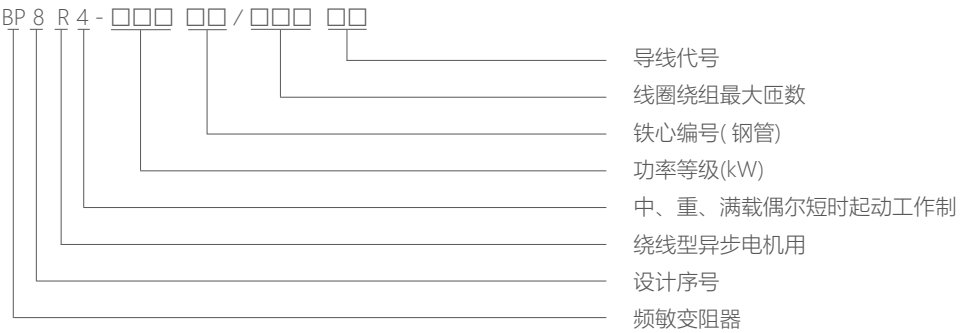 BP 8 R 4 - □□□ □□ / □□□ □□
导线代号
线圈绕组最大匝数
铁心编号( 钢管)
功率等级(kW)
中、重、满载偶尔短时起动工作制
绕线型异步电机用
设计序号
频敏变阻器